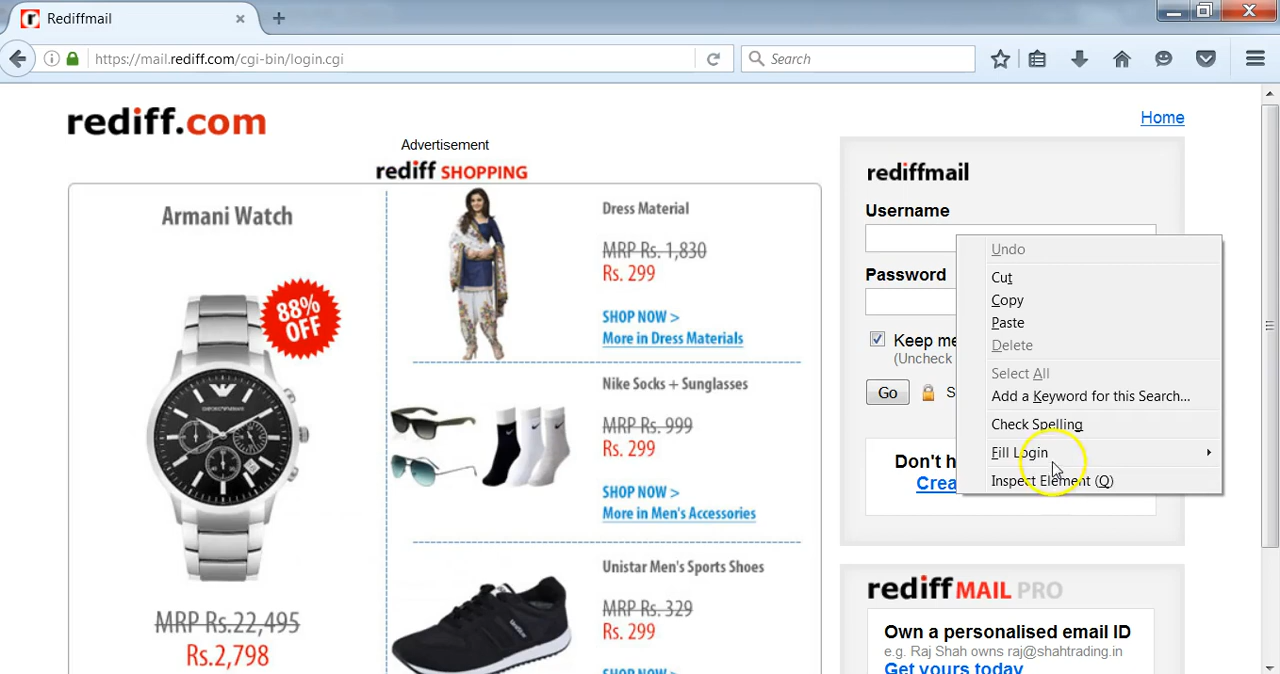 Rediffmail
https://mail.rediff.com/cgi-bin/login.cgi
Search
rediff.com
Home
Advertisement
rediff SHOPPING
Armani Watch
88%
OFF
EMPORIO ARMANI
MRP Rs.22,495
Rs.2,798
Dress Material
MRP Rs. 1,830
Rs. 299
SHOP NOW >
More in Dress Materials
Nike Socks + Sunglasses
MRP Rs. 999
Rs. 299
SHOP NOW >
More in Men's Accessories
Unistar Men's Sports Shoes
MRP Rs. 329
Rs. 299
rediffmail
Username
Password
Keep me
(Uncheck
Go
S
Don't h
Crea
Undo
Cut
Copy
Paste
Delete
Select All
Add a Keyword for this Search...
Check Spelling
Fill Login
Inspect Element (Q)
rediff MAIL PRO
Own a personalised email ID
e.g. Raj Shah owns raj@shahtrading.in
Get yours today